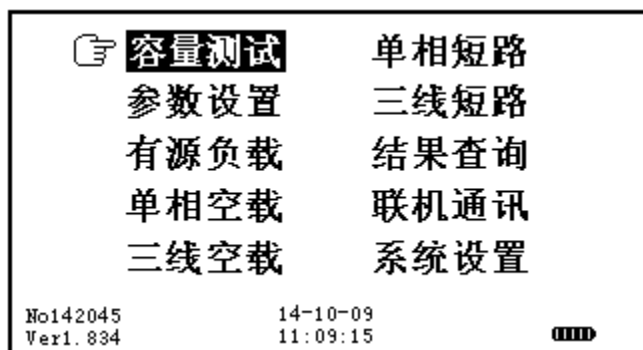 容量测试 单相短路
参数设置 三线短路
有源负载 结果查询
单相空载 联机通讯
三线空载 系统设置
No142045 14-10-09
Ver1.834 11:09:15